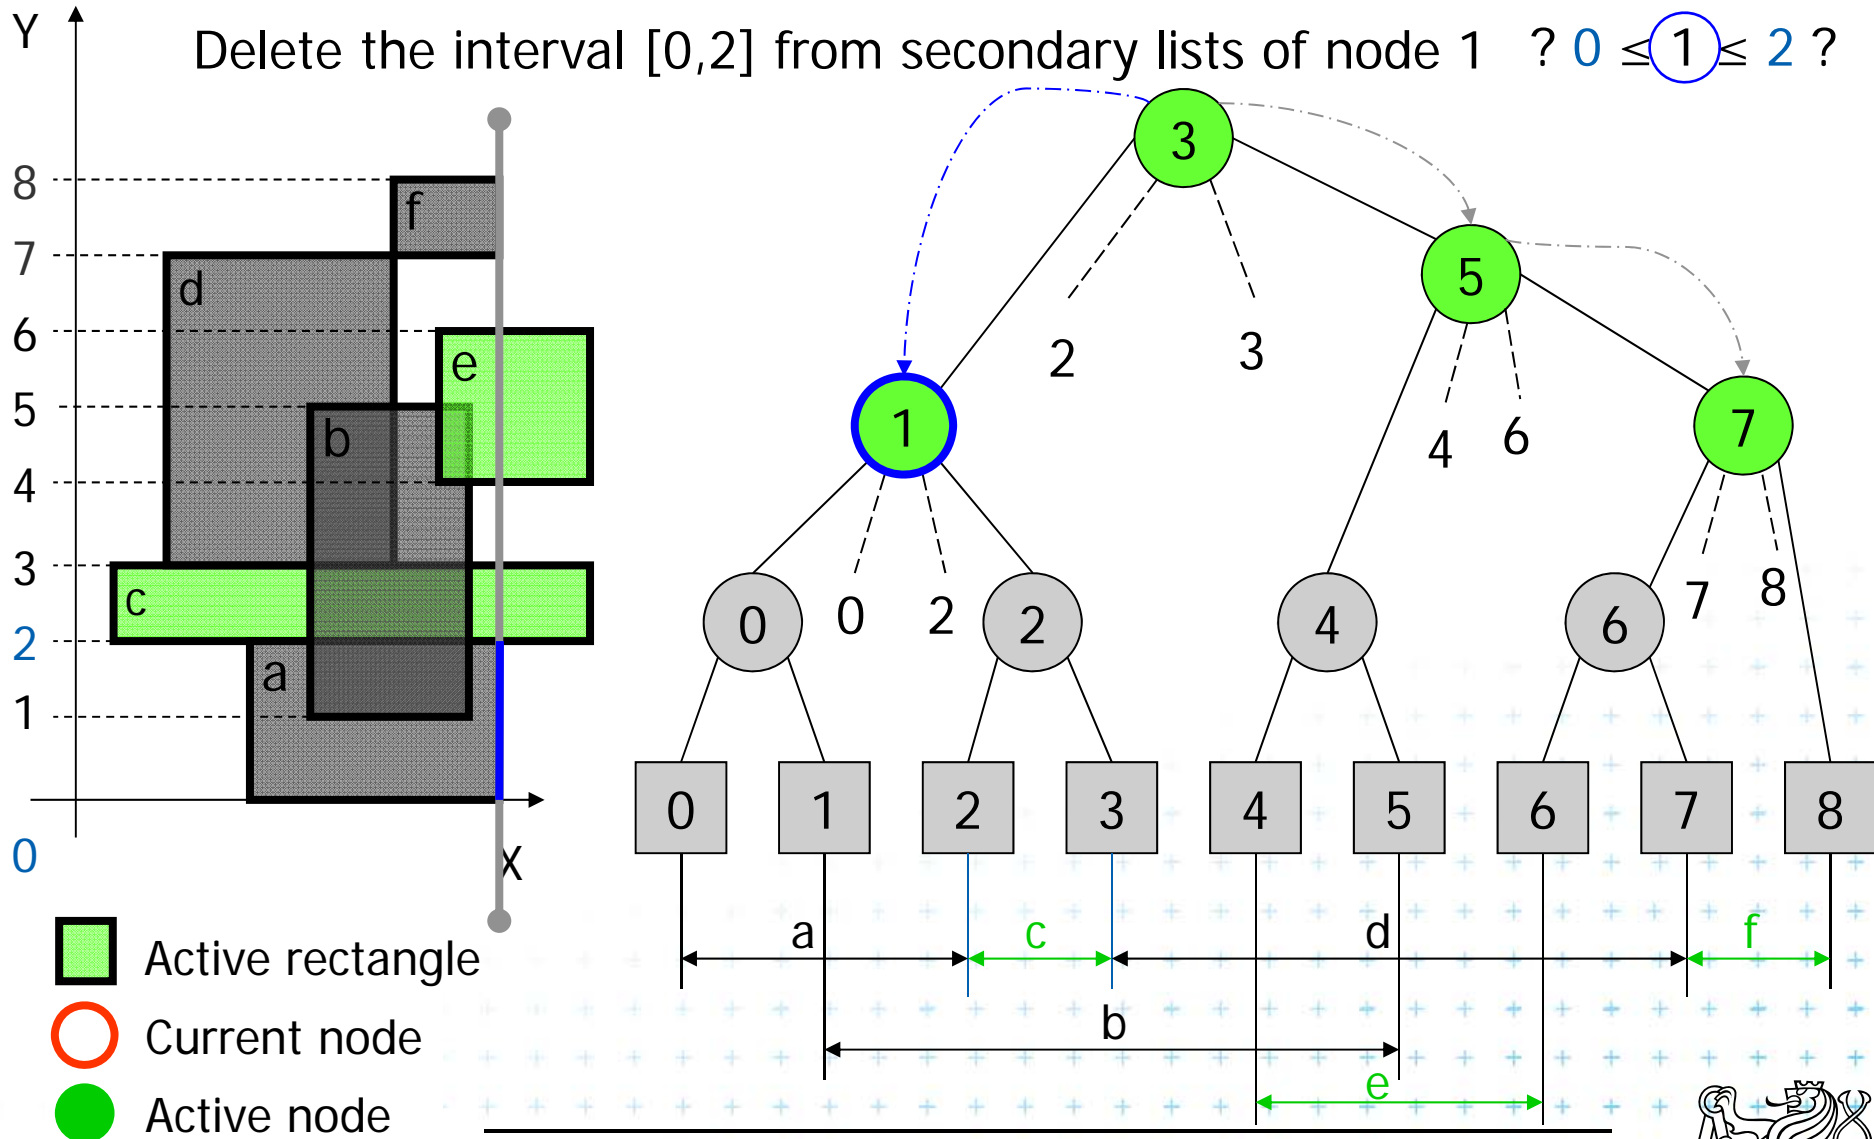 Y
Delete the interval [0,2] from secondary lists of node 1 ? 0 ≤ 1 ≤ 2 ?
3
8
f
7
d
5
6
e
2
3
5
b
1
4
6
7
4
3
c
0
0
2
2
4
6
7
8
2
a
1
0
1
2
3
4
5
6
7
8
0
X
a
c
d
f
Active rectangle
b
Current node
e
Active node